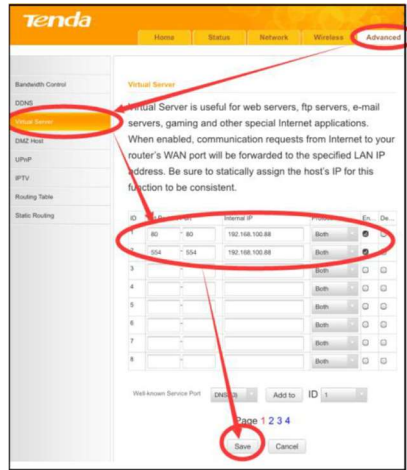 Tenda
Home Status Network Wireless Advanced
Bandwidth Control
DDNS
Virtual Server
DMZ Host
UPnP
IPTV
Routing Table
Static Routing
Virtual Server
Virtual Server is useful for web servers, ftp servers, e-mail
servers, gaming and other special Internet applications.
When enabled, communication requests from Internet to your
router's WAN port will be forwarded to the specified LAN IP
address. Be sure to statically assign the host's IP for this
function to be consistent.
ID Internal IP En... De...
1 80 - 80 192.168.100.88 Both
2 554 - 554 192.168.100.88 Both
3 - Both
4 - Both
5 - Both
6 - Both
7 - Both
8 - Both
Well-known Service Port Add to ID 1
Page 1 2 3 4
Save Cancel